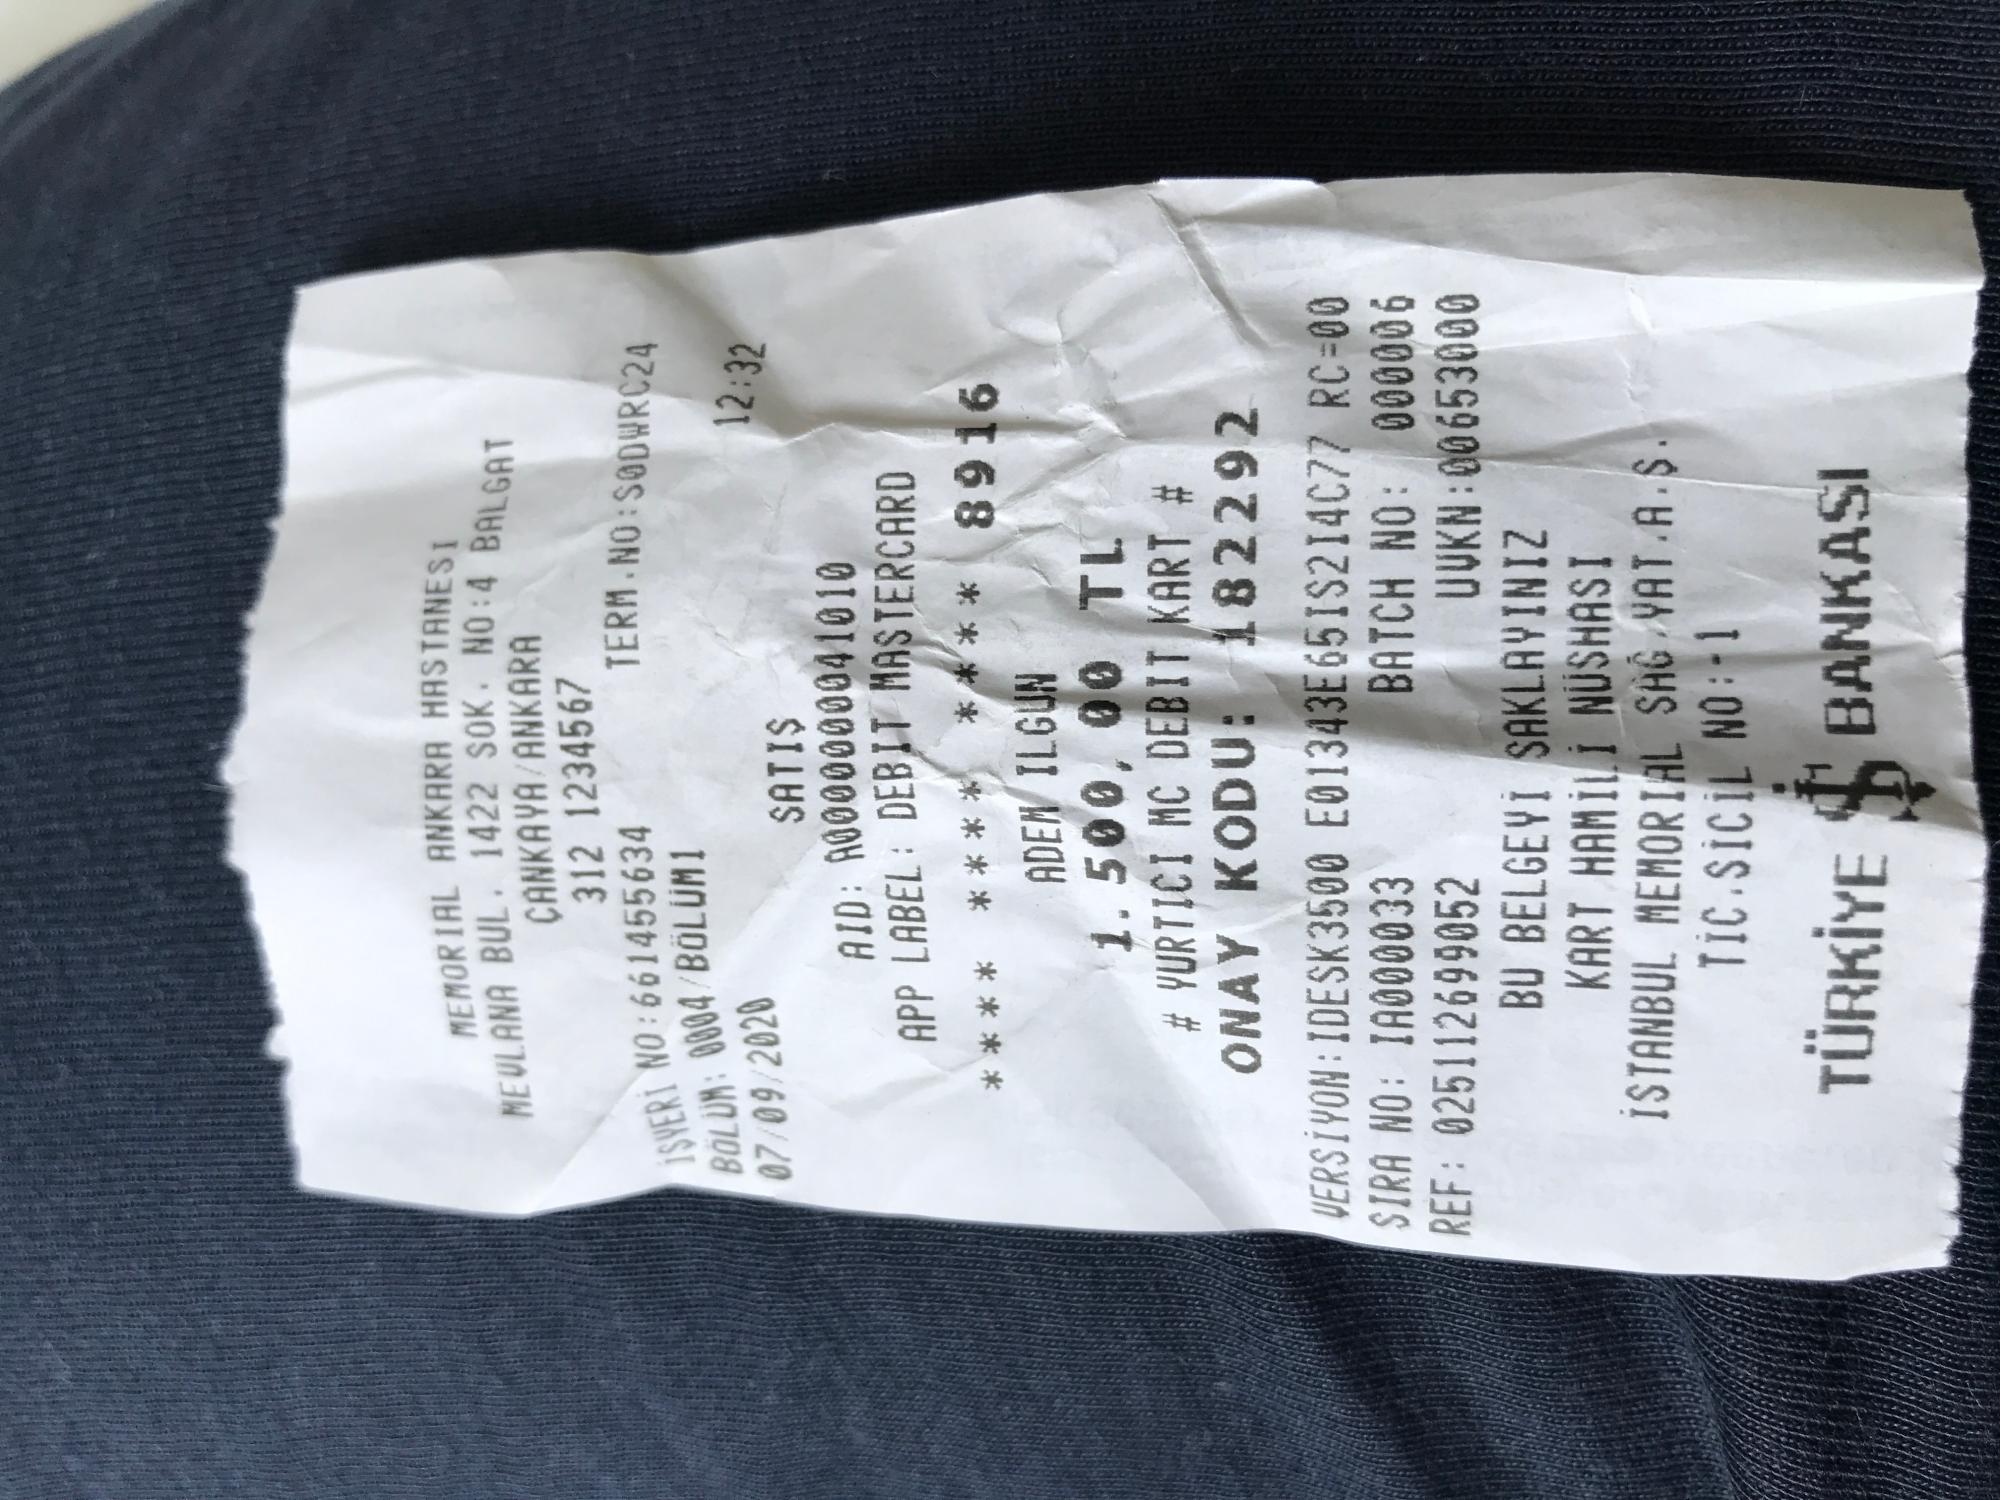 MEMORIAL ANKARA HASTANESI
MEVLANA BUL. 1422 SOK. NO:4 BALGAT
ÇANKAYA/ANKARA
312 1234567
İŞYERİ NO:661455634 TERM.NO:S0DWRC24
BÖLÜM: 0004/BÖLÜM1
07/09/2020 12:32
SATIŞ
AID: A0000000041010
APP LABEL: DEBIT MASTERCARD
**** **** **** 8916
ADEM ILGUN
1.500,00 TL
# YURTICI MC DEBIT KART #
ONAY KODU: 182292
VERSİYON:IDESK3500 E01343E65IS2I4C77 RC=00
SIRA NO: IA000033 BATCH NO: 000006
REF: 025112699052 UVKN:00653000
BU BELGEYİ SAKLAYINIZ
KART HAMİLİ NÜSHASI
İSTANBUL MEMORIAL SAĞ.YAT.A.Ş.
TİC.SİCİL NO:-1
TÜRKİYE İŞ BANKASI